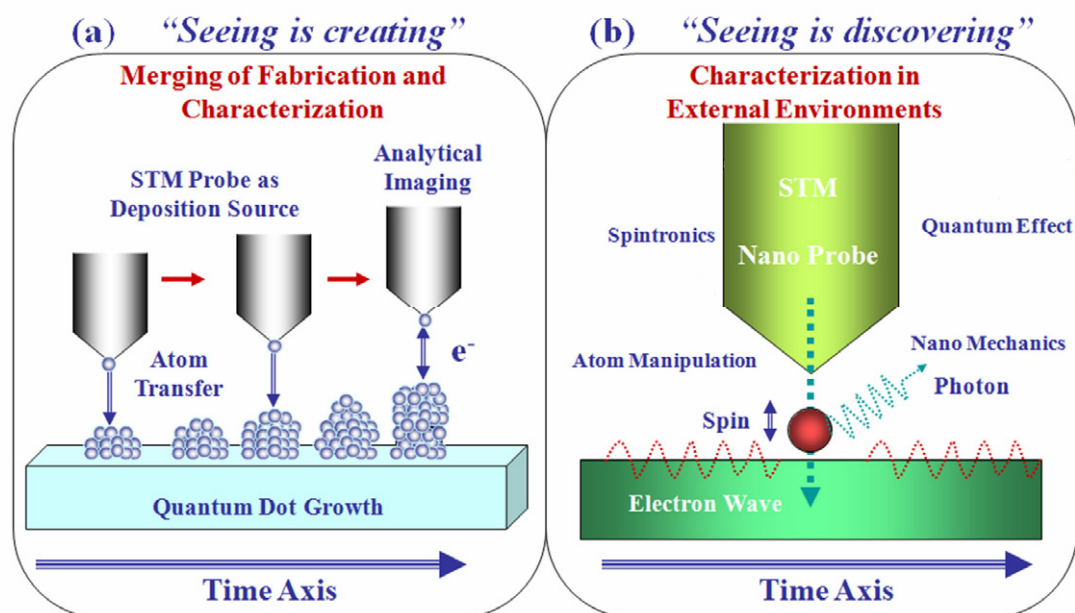 (a) “Seeing is creating”
Merging of Fabrication and
Characterization
STM Probe as
Deposition Source
Analytical
Imaging
Atom
Transfer
e-
Quantum Dot Growth
Time Axis
(b) “Seeing is discovering”
Characterization in
External Environments
STM
Nano Probe
Spintronics
Quantum Effect
Atom Manipulation
Nano Mechanics
Photon
Spin
Electron Wave
Time Axis